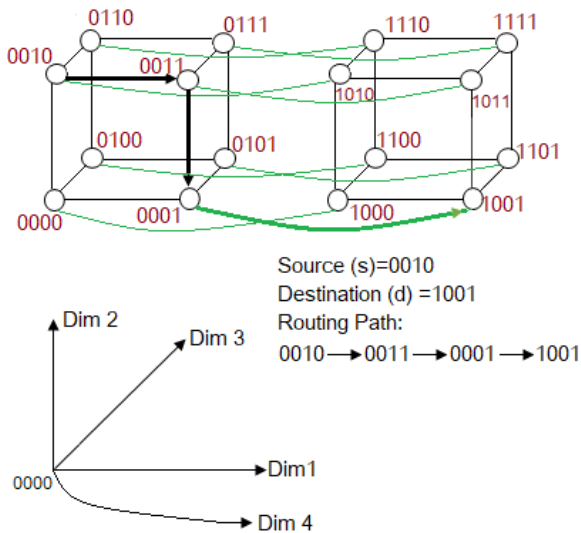 0110 0111 1110 1111
0010 0011 1010 1011
0100 0101 1100 1101
0000 0001 1000 1001
Source (s)=0010
Destination (d) =1001
Routing Path:
0010→0011→0001→1001
Dim 2
Dim 3
0000 Dim1
Dim 4